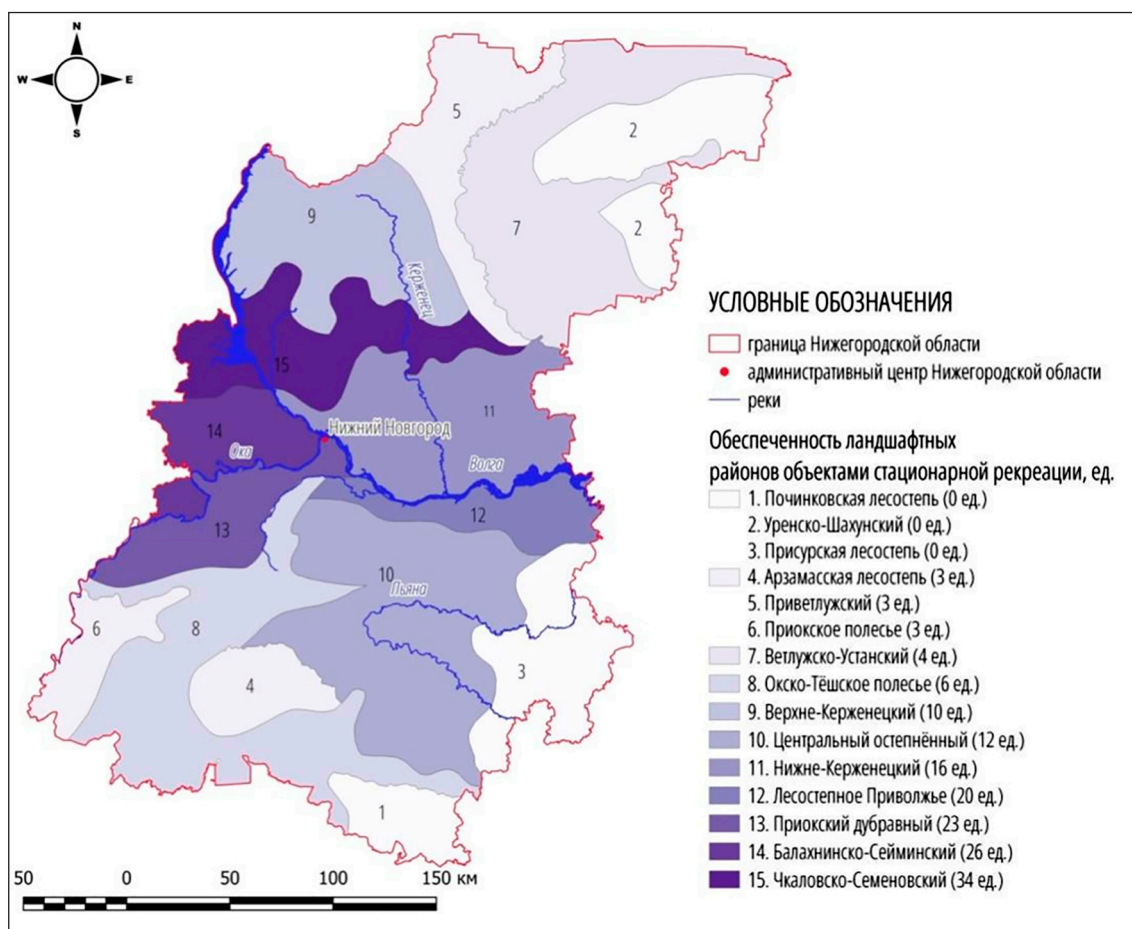 N
W E
S
5
2
2
9
7
Керженец
15
11
14
Нижний Новгород
Ока
Волга
12
13
10
Пьяна
6
8
3
4
1
50 0 50 100 150 км
УСЛОВНЫЕ ОБОЗНАЧЕНИЯ
граница Нижегородской области
административный центр Нижегородской области
реки
Обеспеченность ландшафтных
районов объектами стационарной рекреации, ед.
1. Починковская лесостепь (0 ед.)
2. Уренско-Шахунский (0 ед.)
3. Присурская лесостепь (0 ед.)
4. Арзамасская лесостепь (3 ед.)
5. Приветлужский (3 ед.)
6. Приокское полесье (3 ед.)
7. Ветлужско-Устанский (4 ед.)
8. Окско-Тёшское полесье (6 ед.)
9. Верхне-Керженецкий (10 ед.)
10. Центральный остепнённый (12 ед.)
11. Нижне-Керженецкий (16 ед.)
12. Лесостепное Приволжье (20 ед.)
13. Приокский дубравный (23 ед.)
14. Балахнинско-Сейминский (26 ед.)
15. Чкаловско-Семеновский (34 ед.)